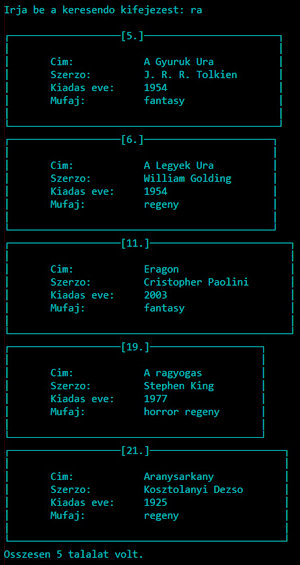 Irja be a keresendo kifejezest: ra
[5.]
Cim: A Gyuruk Ura
Szerzo: J. R. R. Tolkien
Kiadas eve: 1954
Mufaj: fantasy
[6.]
Cim: A Legyek Ura
Szerzo: William Golding
Kiadas eve: 1954
Mufaj: regeny
[11.]
Cim: Eragon
Szerzo: Cristopher Paolini
Kiadas eve: 2003
Mufaj: fantasy
[19.]
Cim: A ragyogas
Szerzo: Stephen King
Kiadas eve: 1977
Mufaj: horror regeny
[21.]
Cim: Aranysarkany
Szerzo: Kosztolanyi Dezso
Kiadas eve: 1925
Mufaj: regeny
Osszesen 5 talalat volt.